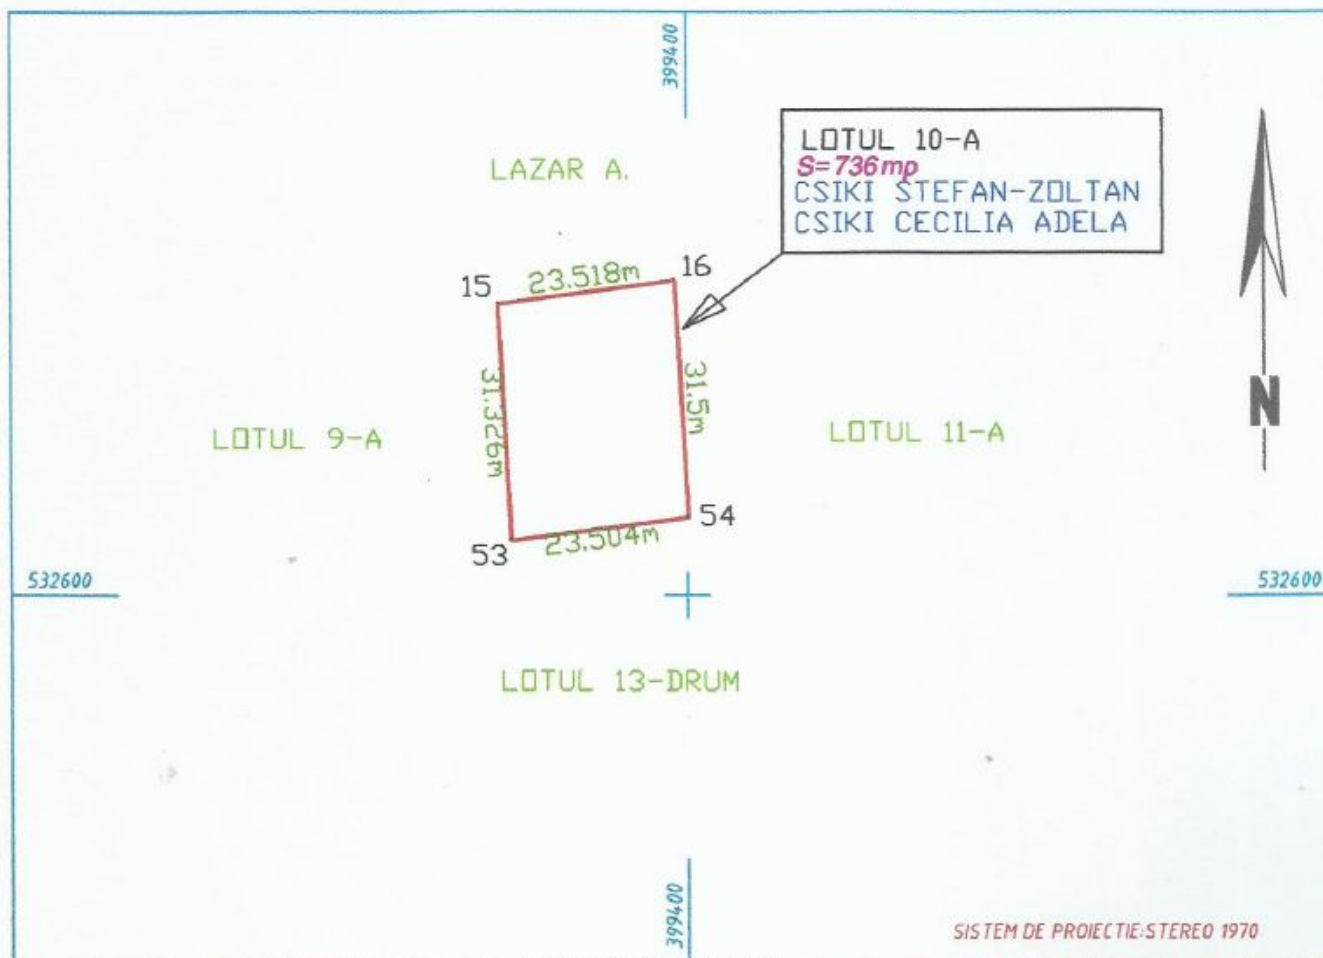 399400
LOTUL 10-A
S=736mp
CSIKI STEFAN-ZOLTAN
CSIKI CECILIA ADELA
LAZAR A.
15
23.518m
16
31.326m
31.5m
N
LOTUL 9-A
LOTUL 11-A
53
23.504m
54
532600
532600
LOTUL 13-DRUM
399400
SISTEM DE PROIECTIE:STEREO 1970